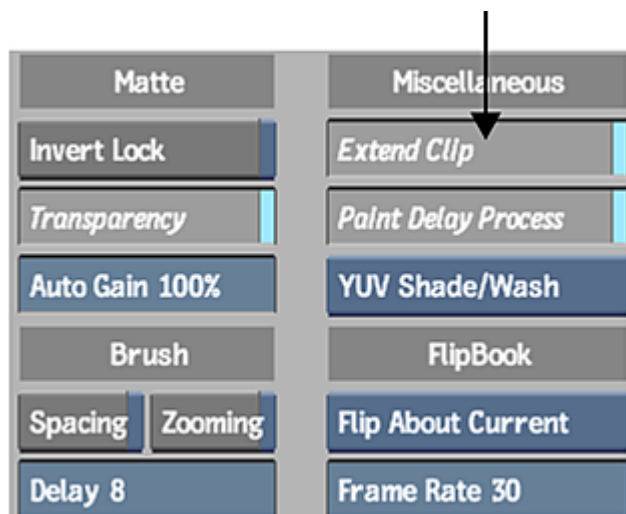 Matte
Miscellaneous
Invert Lock
Extend Clip
Transparency
Paint Delay Process
Auto Gain 100%
YUV Shade/Wash
Brush
FlipBook
Spacing
Zooming
Flip About Current
Delay 8
Frame Rate 30